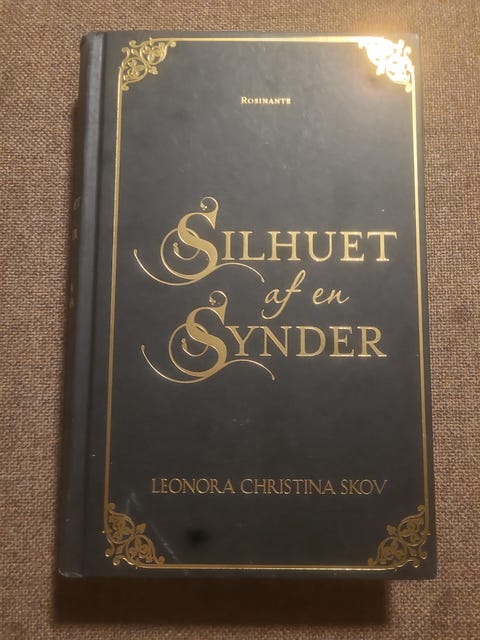 ROSINANTE
SILHUET
af en
SYNDER
LEONORA CHRISTINA SKOV